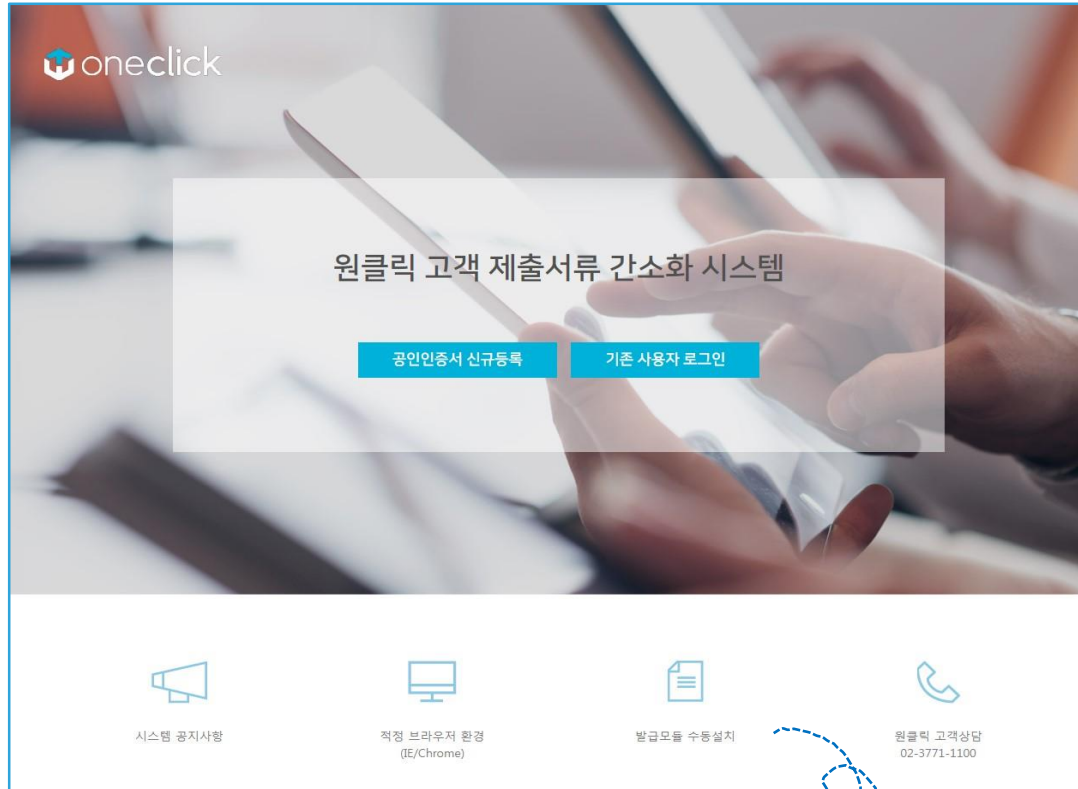 oneclick
원클릭 고객 제출서류 간소화 시스템
공인인증서 신규등록
기존 사용자 로그인
시스템 공지사항
적정 브라우저 환경
(IE/Chrome)
발급모듈 수동설치
원클릭 고객상담
02-3771-1100